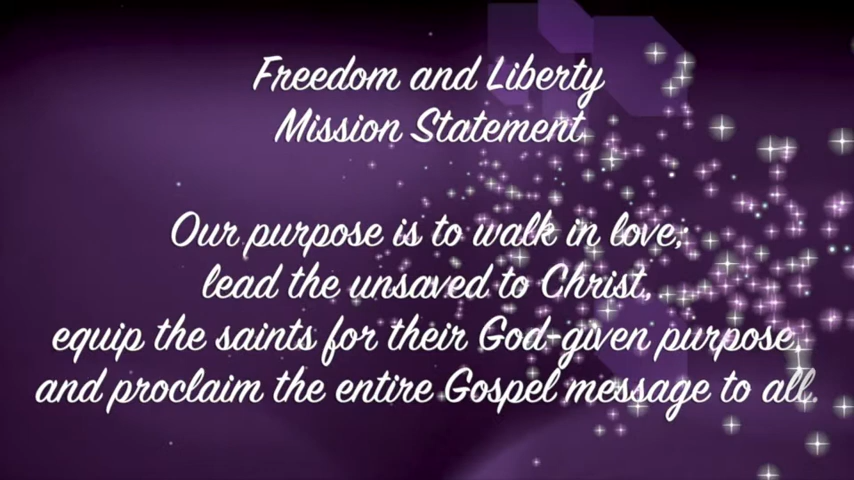 Freedom and Liberty
Mission Statement
Our purpose is to walk in love;
lead the unsaved to Christ,
equip the saints for their God-given purpose,
and proclaim the entire Gospel message to all.